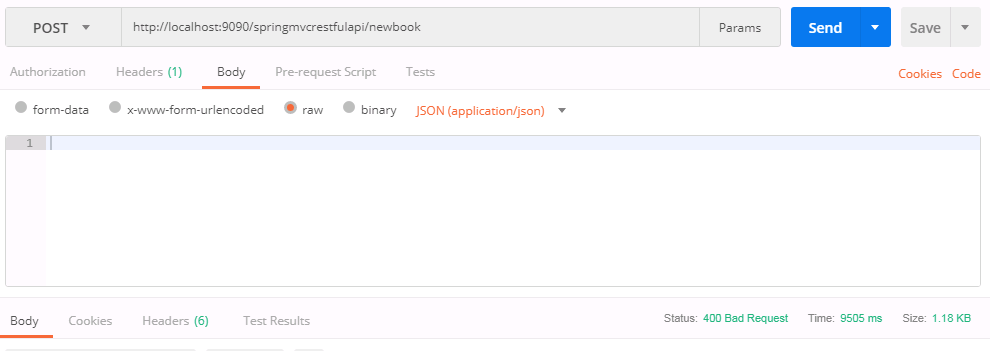 POST http://localhost:9090/springmvcrestfulapi/newbook Params Send Save
Authorization Headers (1) Body Pre-request Script Tests Cookies Code
form-data x-www-form-urlencoded raw binary JSON (application/json)
1
Body Cookies Headers (6) Test Results Status: 400 Bad Request Time: 9505 ms Size: 1.18 KB